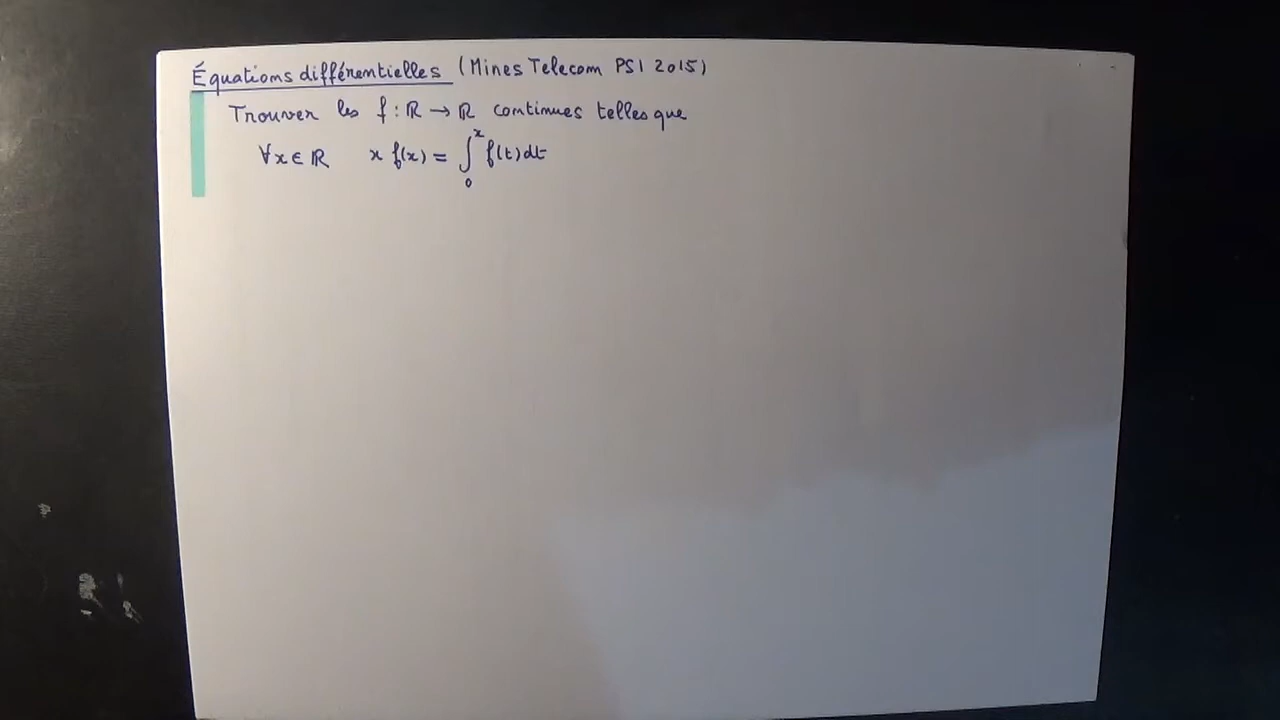 Équations différentielles (Mines Telecom PSI 2015)
Trouver les f : ℝ → ℝ continues telles que
∀x ∈ ℝ x f(x) = ∫₀ˣ f(t)dt